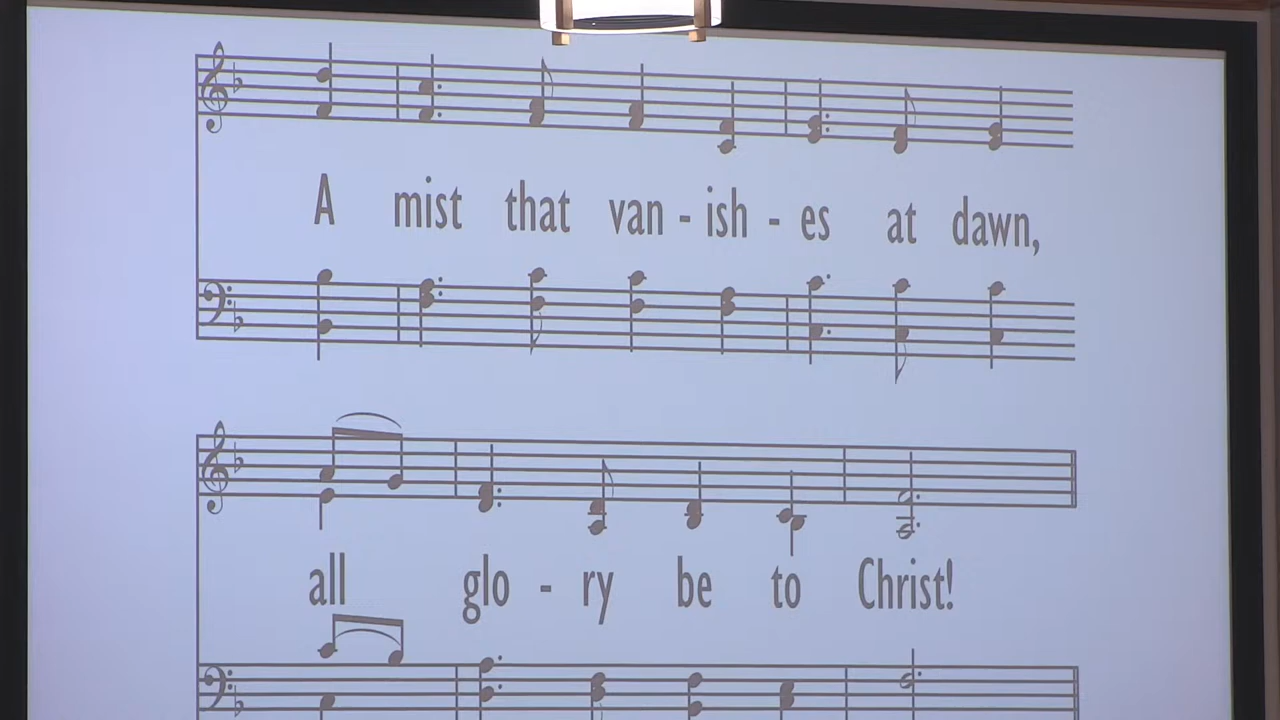 A mist that van - ish - es at dawn,
all glo - ry be to Christ!